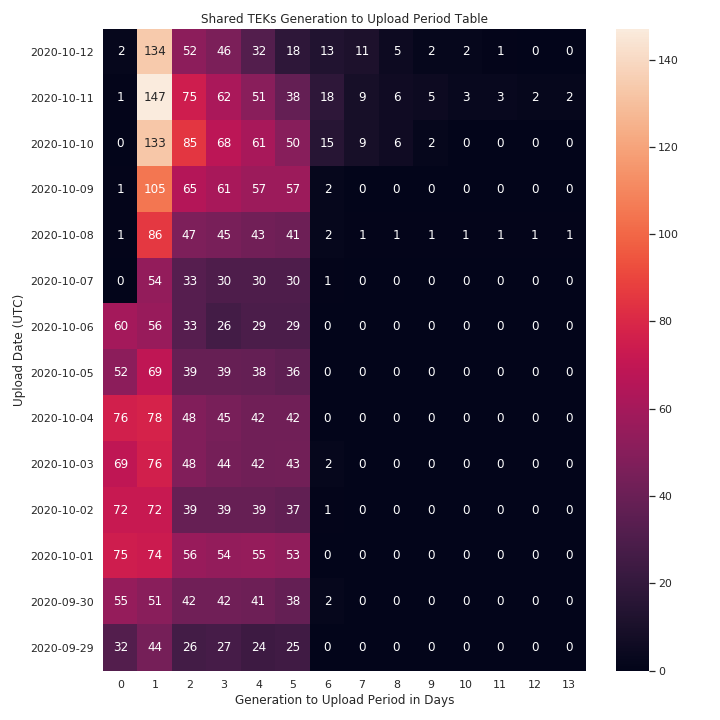 Shared TEKs Generation to Upload Period Table
Upload Date (UTC)
2020-10-12 2 134 52 46 32 18 13 11 5 2 2 1 0 0
2020-10-11 1 147 75 62 51 38 18 9 6 5 3 3 2 2
2020-10-10 0 133 85 68 61 50 15 9 6 2 0 0 0 0
2020-10-09 1 105 65 61 57 57 2 0 0 0 0 0 0 0
2020-10-08 1 86 47 45 43 41 2 1 1 1 1 1 1 1
2020-10-07 0 54 33 30 30 30 1 0 0 0 0 0 0 0
2020-10-06 60 56 33 26 29 29 0 0 0 0 0 0 0 0
2020-10-05 52 69 39 39 38 36 0 0 0 0 0 0 0 0
2020-10-04 76 78 48 45 42 42 0 0 0 0 0 0 0 0
2020-10-03 69 76 48 44 42 43 2 0 0 0 0 0 0 0
2020-10-02 72 72 39 39 39 37 1 0 0 0 0 0 0 0
2020-10-01 75 74 56 54 55 53 0 0 0 0 0 0 0 0
2020-09-30 55 51 42 42 41 38 2 0 0 0 0 0 0 0
2020-09-29 32 44 26 27 24 25 0 0 0 0 0 0 0 0
0 1 2 3 4 5 6 7 8 9 10 11 12 13
Generation to Upload Period in Days
140
120
100
80
60
40
20
0